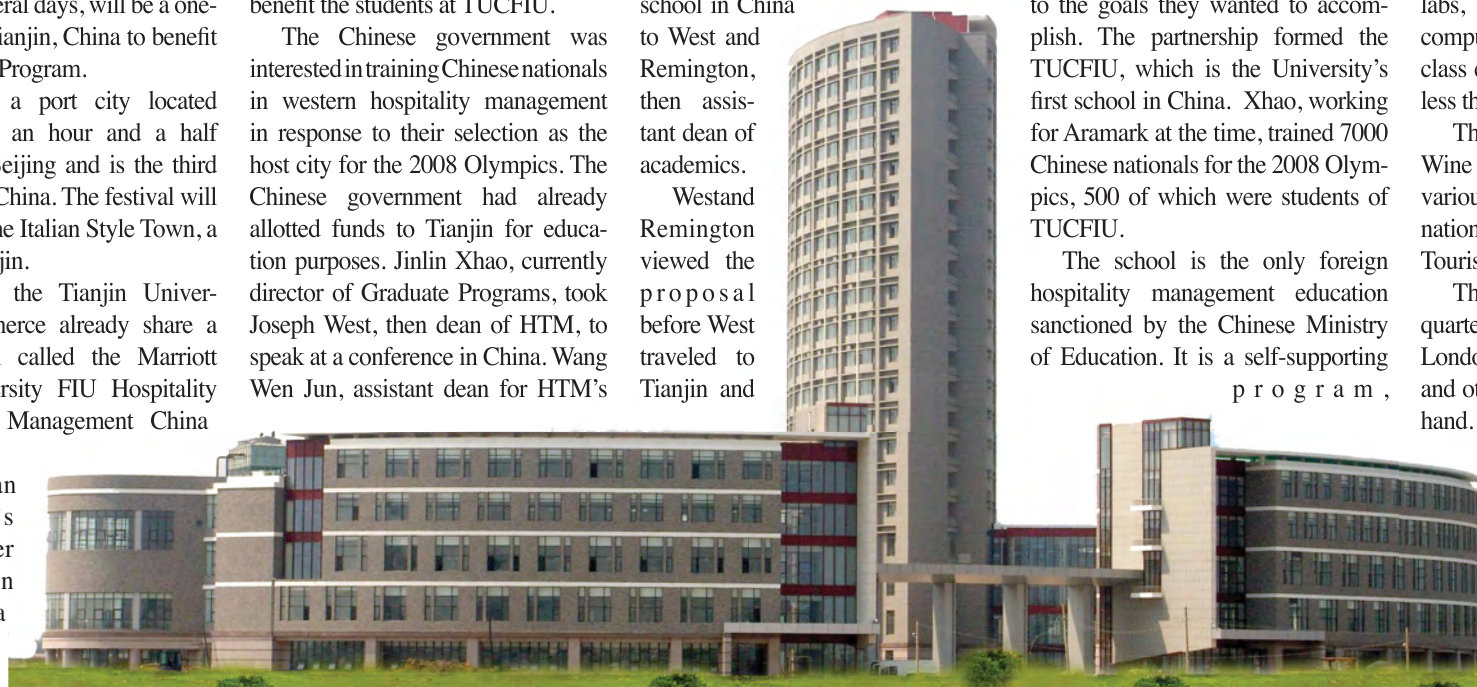 eral days, will be a one-
ianjin, China to benefit
Program.
a port city located
an hour and a half
eijing and is the third
China. The festival will
e Italian Style Town, a
jin.
the Tianjin Univer-
erce already share a
called the Marriott
rsity FIU Hospitality
Management China
an
's
er
n
a
benefit the students at TUCFIU.
The Chinese government was
interested in training Chinese nationals
in western hospitality management
in response to their selection as the
host city for the 2008 Olympics. The
Chinese government had already
allotted funds to Tianjin for educa-
tion purposes. Jinlin Xhao, currently
director of Graduate Programs, took
Joseph West, then dean of HTM, to
speak at a conference in China. Wang
Wen Jun, assistant dean for HTM's
school in China
to West and
Remington,
then assis-
tant dean of
academics.
Westand
Remington
viewed the
proposal
before West
traveled to
Tianjin and
to the goals they wanted to accom-
plish. The partnership formed the
TUCFIU, which is the University's
first school in China. Xhao, working
for Aramark at the time, trained 7000
Chinese nationals for the 2008 Olym-
pics, 500 of which were students of
TUCFIU.
The school is the only foreign
hospitality management education
sanctioned by the Chinese Ministry
of Education. It is a self-supporting
program,
labs,
compu
class
less th
Th
Wine
variou
nation
Touris
Th
quarte
Londo
and ot
hand.